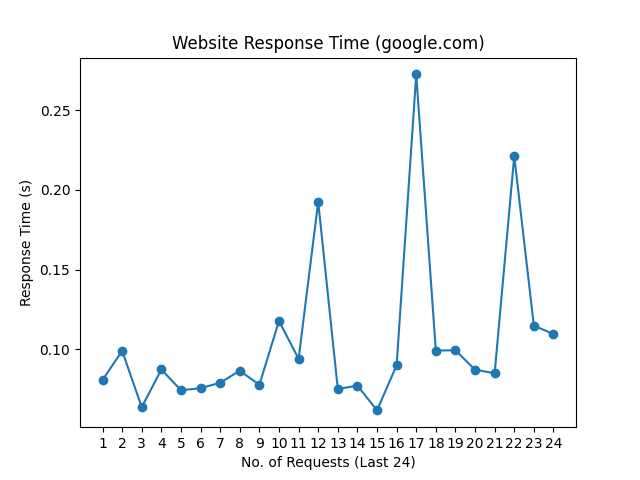 Website Response Time (google.com)
0.25
0.20
0.15
0.10
Response Time (s)
1 2 3 4 5 6 7 8 9 10 11 12 13 14 15 16 17 18 19 20 21 22 23 24
No. of Requests (Last 24)